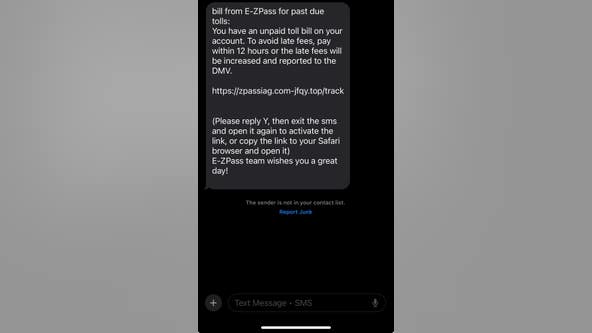 bill from E-ZPass for past due
tolls:
You have an unpaid toll bill on your
account. To avoid late fees, pay
within 12 hours or the late fees will
be increased and reported to the
DMV.
https://zpassiag.com-jfqy.top/track
(Please reply Y, then exit the sms
and open it again to activate the
link, or copy the link to your Safari
browser and open it)
E-ZPass team wishes you a great
day!
The sender is not in your contact list.
Report Junk
Text Message • SMS